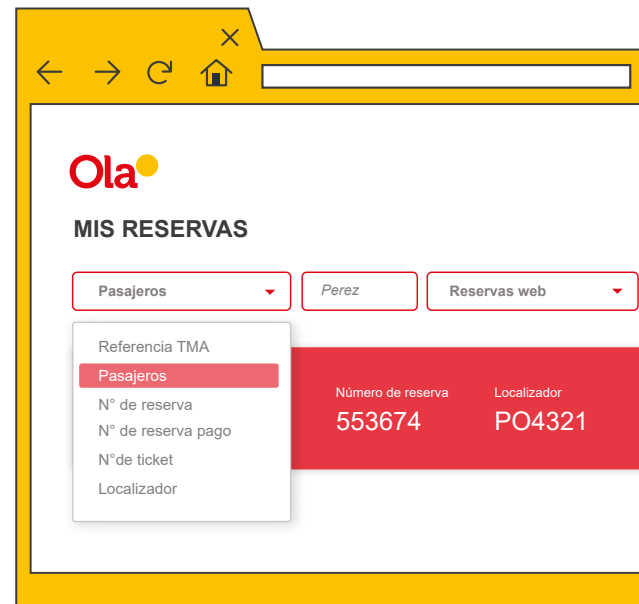 Ola
MIS RESERVAS
Pasajeros
Perez
Reservas web
Referencia TMA
Pasajeros
N° de reserva
N° de reserva pago
N°de ticket
Localizador
Número de reserva
553674
Localizador
PO4321